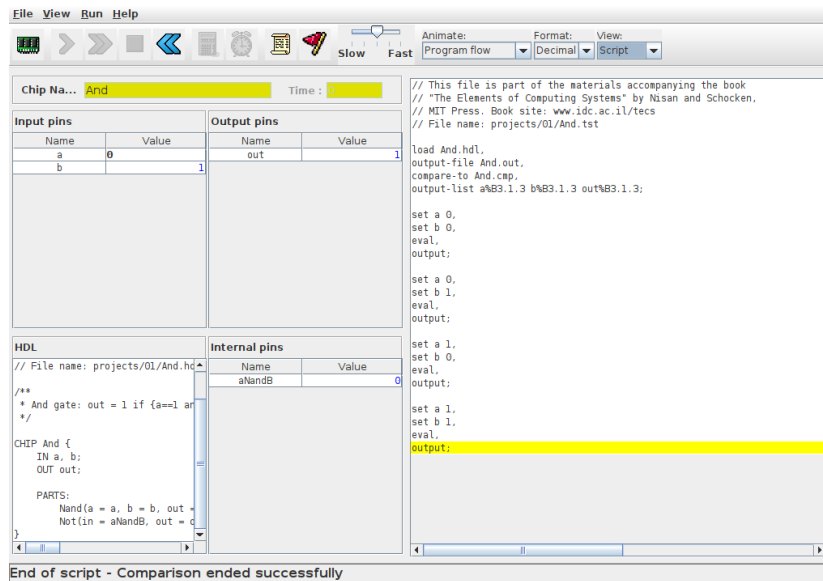 File View Run Help
Animate: Format: View:
Slow Fast Program flow Decimal Script
Chip Na... And Time :
Input pins
Name Value
a 0
b 1
Output pins
Name Value
out 1
HDL
// File name: projects/01/And.hd
/**
* And gate: out = 1 if {a==1 an
*/
CHIP And {
IN a, b;
OUT out;
PARTS:
Nand(a = a, b = b, out =
Not(in = aNandB, out = o
}
Internal pins
Name Value
aNandB 0
// This file is part of the materials accompanying the book
// "The Elements of Computing Systems" by Nisan and Schocken,
// MIT Press. Book site: www.idc.ac.il/tecs
// File name: projects/01/And.tst
load And.hdl,
output-file And.out,
compare-to And.cmp,
output-list a%B3.1.3 b%B3.1.3 out%B3.1.3;
set a 0,
set b 0,
eval,
output;
set a 0,
set b 1,
eval,
output;
set a 1,
set b 0,
eval,
output;
set a 1,
set b 1,
eval,
output;
End of script - Comparison ended successfully